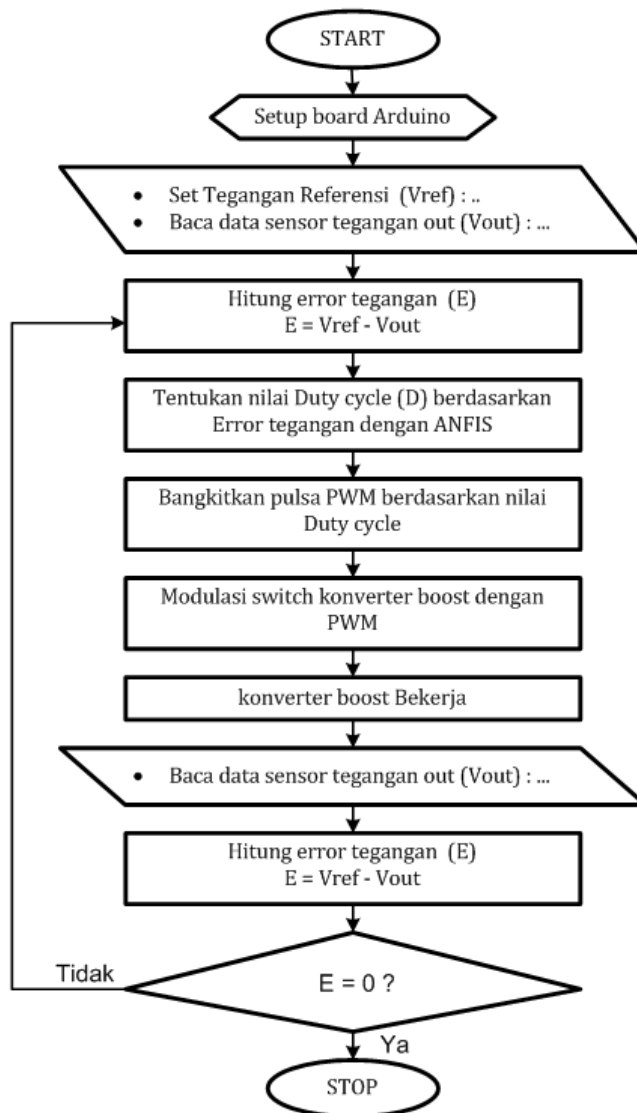 START
Setup board Arduino
• Set Tegangan Referensi (Vref) : ..
• Baca data sensor tegangan out (Vout) : ...
Hitung error tegangan (E)
E = Vref - Vout
Tentukan nilai Duty cycle (D) berdasarkan
Error tegangan dengan ANFIS
Bangkitkan pulsa PWM berdasarkan nilai
Duty cycle
Modulasi switch konverter boost dengan
PWM
konverter boost Bekerja
• Baca data sensor tegangan out (Vout) : ...
Hitung error tegangan (E)
E = Vref - Vout
Tidak
E = 0 ?
Ya
STOP